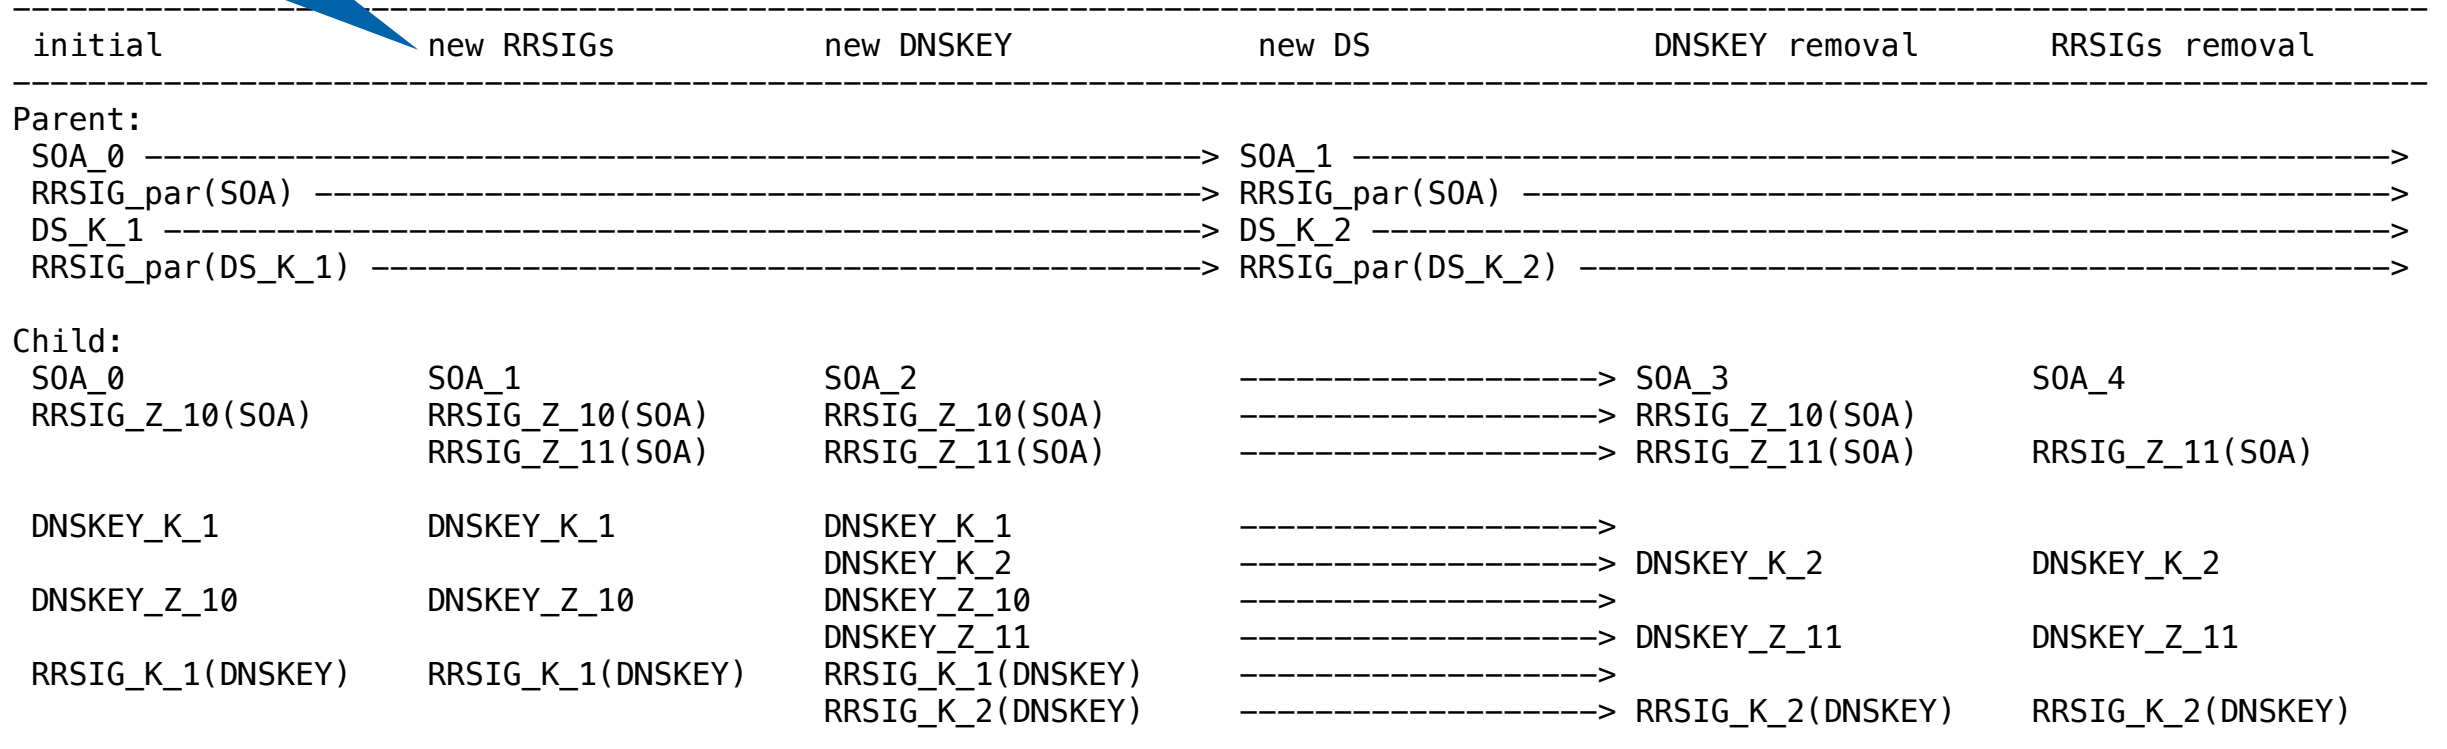 ------------------------------------------------------------
initial new RRSIGs new DNSKEY new DS DNSKEY removal RRSIGs removal
------------------------------------------------------------
Parent:
SOA_0 --------------------------------------------------------> SOA_1 ------------------------------------------------------->
RRSIG_par(SOA) -----------------------------------------------> RRSIG_par(SOA) ---------------------------------------------->
DS_K_1 -------------------------------------------------------> DS_K_2 ------------------------------------------------------>
RRSIG_par(DS_K_1) --------------------------------------------> RRSIG_par(DS_K_2) ------------------------------------------->
Child:
SOA_0 SOA_1 SOA_2 -------------------> SOA_3 SOA_4
RRSIG_Z_10(SOA) RRSIG_Z_10(SOA) RRSIG_Z_10(SOA) -------------------> RRSIG_Z_10(SOA)
RRSIG_Z_11(SOA) RRSIG_Z_11(SOA) -------------------> RRSIG_Z_11(SOA) RRSIG_Z_11(SOA)
DNSKEY_K_1 DNSKEY_K_1 DNSKEY_K_1 ------------------->
DNSKEY_K_2 -------------------> DNSKEY_K_2 DNSKEY_K_2
DNSKEY_Z_10 DNSKEY_Z_10 DNSKEY_Z_10 ------------------->
DNSKEY_Z_11 -------------------> DNSKEY_Z_11 DNSKEY_Z_11
RRSIG_K_1(DNSKEY) RRSIG_K_1(DNSKEY) RRSIG_K_1(DNSKEY) ------------------->
RRSIG_K_2(DNSKEY) -------------------> RRSIG_K_2(DNSKEY) RRSIG_K_2(DNSKEY)